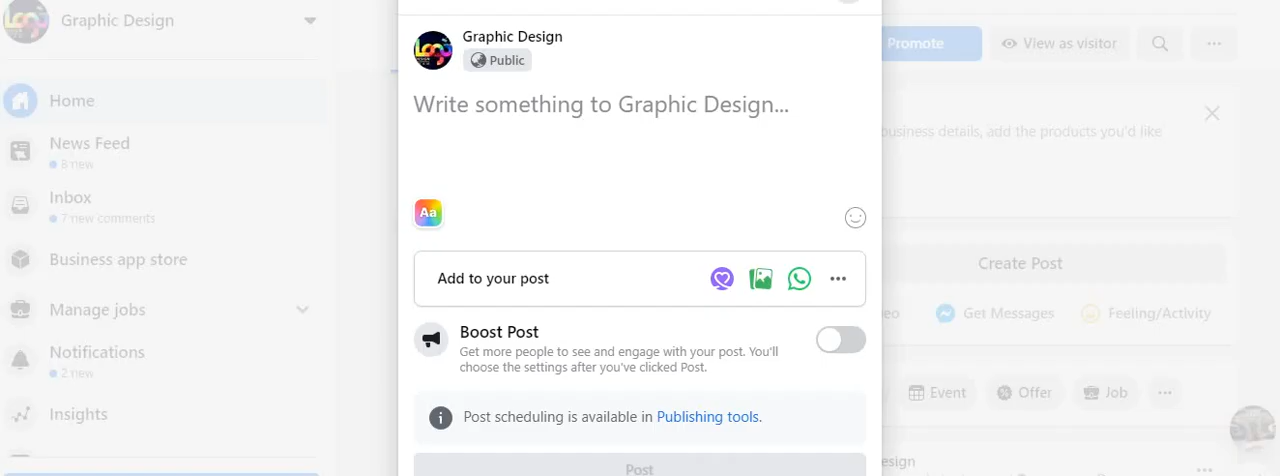 Graphic Design
Home
News Feed
8 new
Inbox
7 new comments
Business app store
Manage jobs
Notifications
2 new
Insights
Graphic Design
Public
Write something to Graphic Design...
Aa
Add to your post
Boost Post
Get more people to see and engage with your post. You'll
choose the settings after you've clicked Post.
Post scheduling is available in Publishing tools.
Post
Promote
View as visitor
business details, add the products you'd like
Create Post
Get Messages
Feeling/Activity
Event
Offer
Job